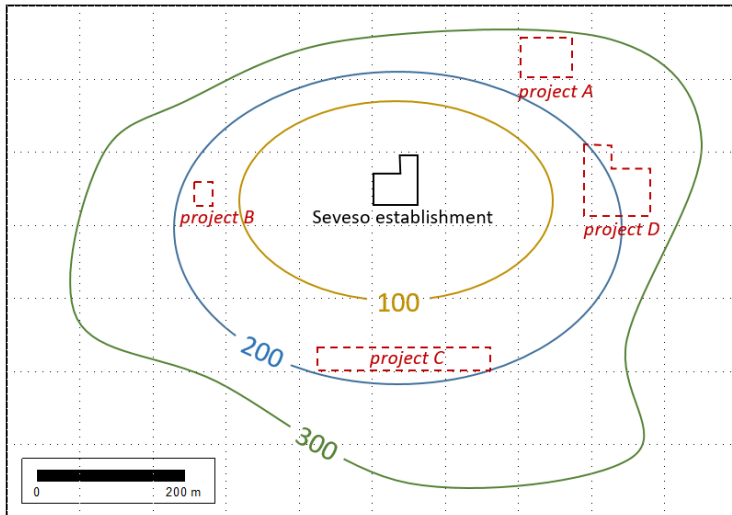 project A
project B
Seveso establishment
project D
100
200
project C
300
0
200 m